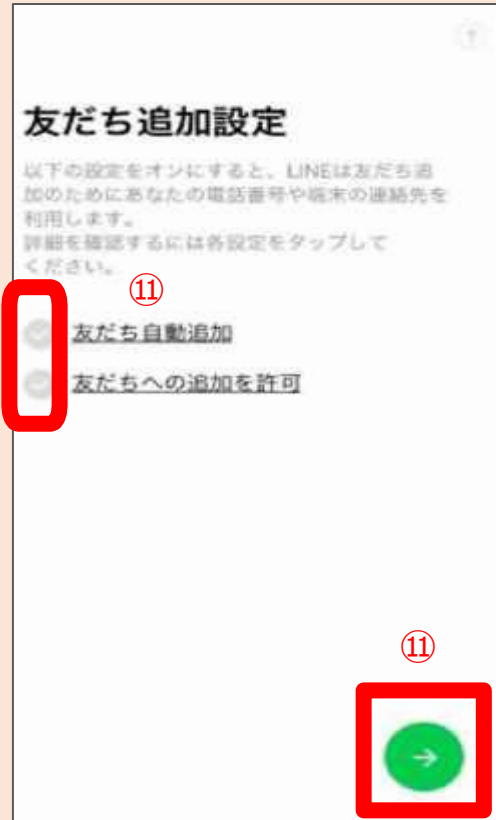 友だち追加設定
以下の設定をオンにすると、LINEは友だち追
加のためにあなたの電話番号や端末の連絡先を
利用します。
詳細を確認するには各設定をタップして
ください。
⑪
友だち自動追加
友だちへの追加を許可
⑪